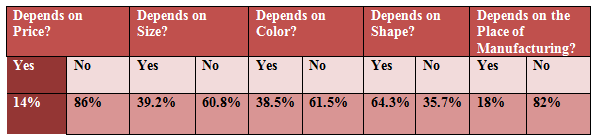 Depends on Price? Depends on Size? Depends on Color? Depends on Shape? Depends on the Place of Manufacturing?
Yes No Yes No Yes No Yes No Yes No
14% 86% 39.2% 60.8% 38.5% 61.5% 64.3% 35.7% 18% 82%